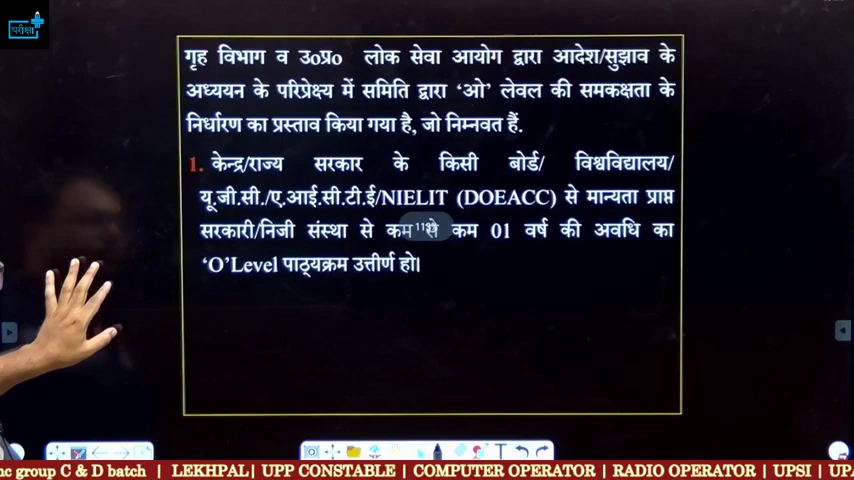 परीक्षा
गृह विभाग व उ०प्र० लोक सेवा आयोग द्वारा आदेश/सुझाव के
अध्ययन के परिप्रेक्ष्य में समिति द्वारा ‘ओ’ लेवल की समकक्षता के
निर्धारण का प्रस्ताव किया गया है, जो निम्नवत हैं.
1. केन्द्र/राज्य सरकार के किसी बोर्ड/ विश्वविद्यालय/
यू.जी.सी./ए.आई.सी.टी.ई/NIELIT (DOEACC) से मान्यता प्राप्त
सरकारी/निजी संस्था से कम से कम 01 वर्ष की अवधि का
‘O’Level पाठ्यक्रम उत्तीर्ण हो।
group C & D batch | LEKHPAL| UPP CONSTABLE | COMPUTER OPERATOR | RADIO OPERATOR | UPSI |